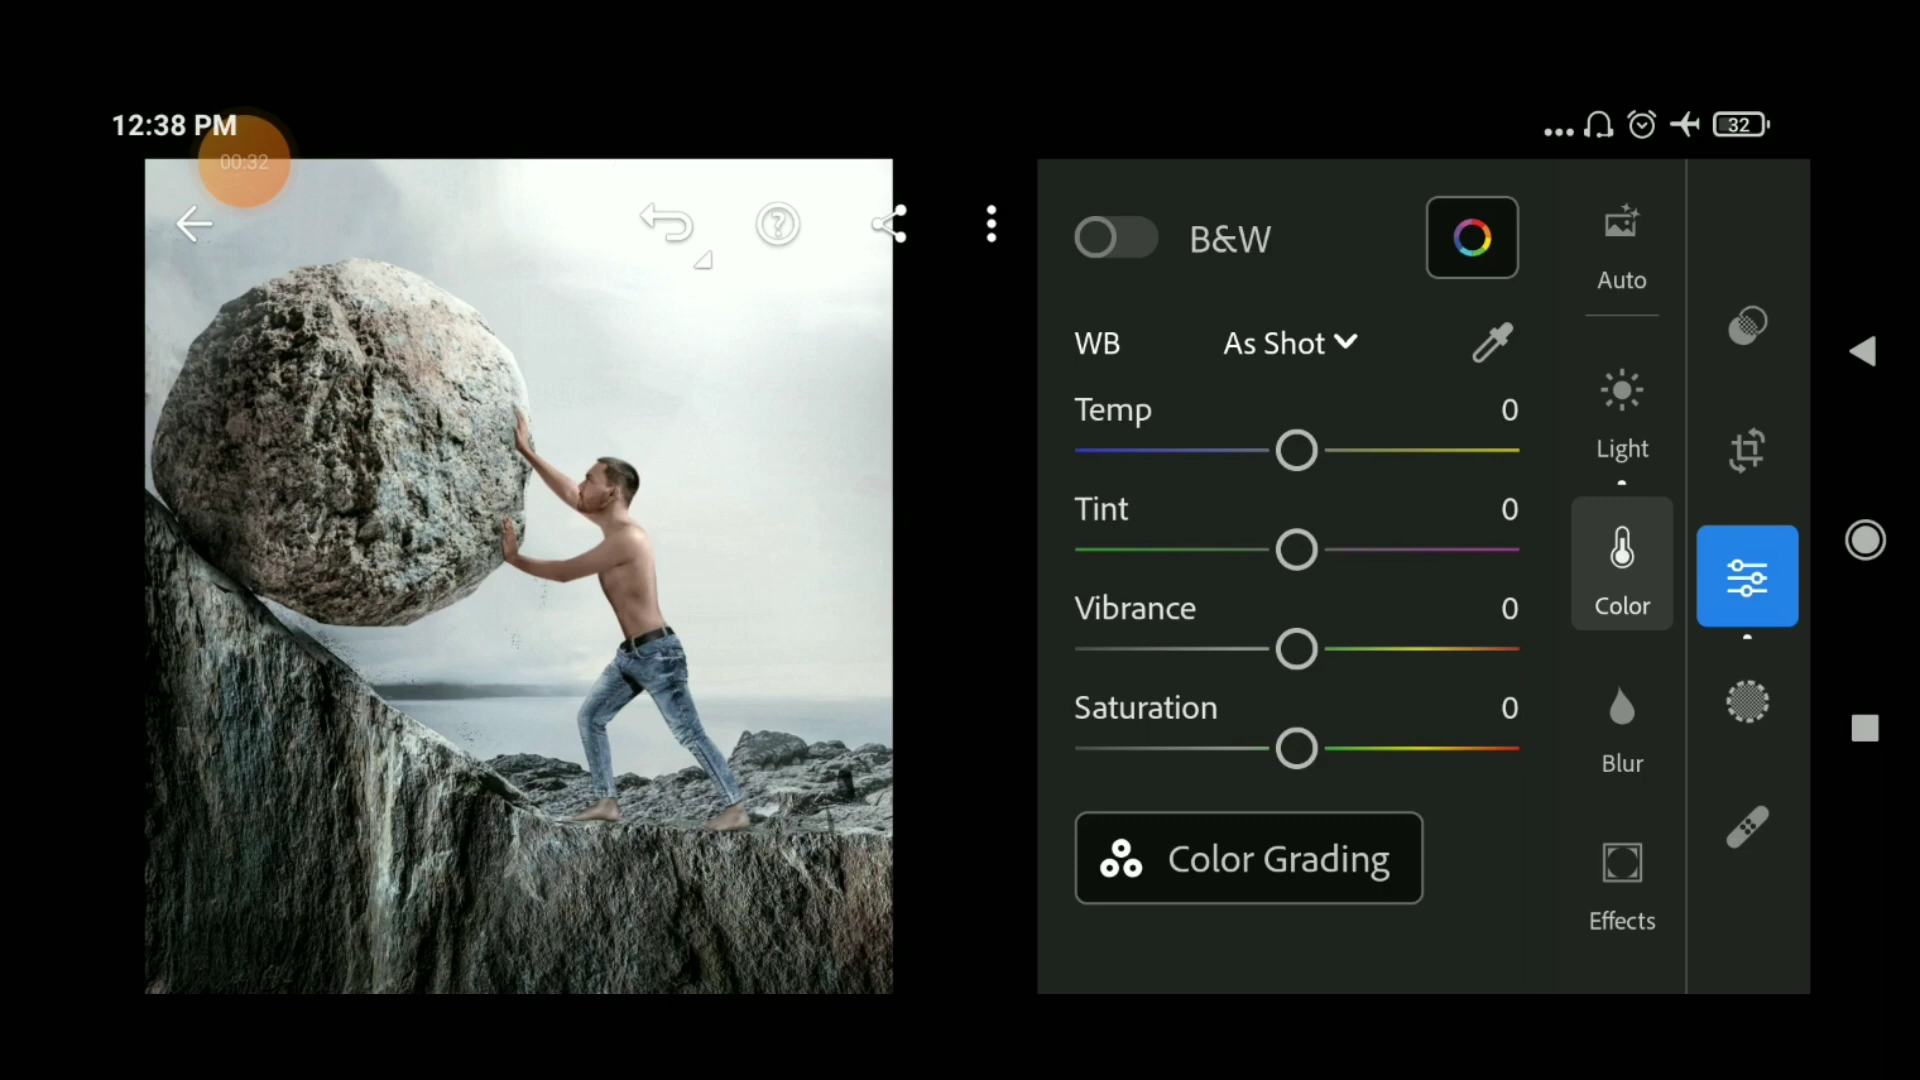 12:38 PM
00:32
32
B&W
Auto
WB
As Shot
Temp
0
Light
Tint
0
Color
Vibrance
0
Saturation
0
Blur
Color Grading
Effects